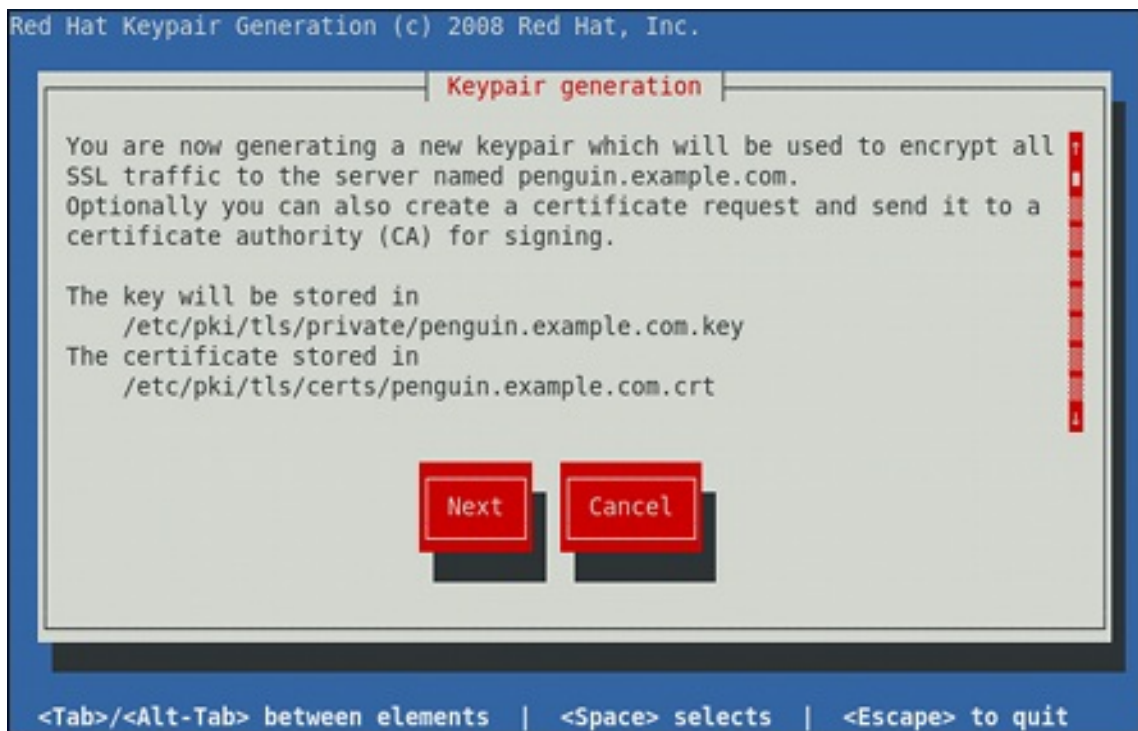 Red Hat Keypair Generation (c) 2008 Red Hat, Inc.
Keypair generation
You are now generating a new keypair which will be used to encrypt all
SSL traffic to the server named penguin.example.com.
Optionally you can also create a certificate request and send it to a
certificate authority (CA) for signing.
The key will be stored in
/etc/pki/tls/private/penguin.example.com.key
The certificate stored in
/etc/pki/tls/certs/penguin.example.com.crt
Next Cancel
<Tab>/<Alt-Tab> between elements | <Space> selects | <Escape> to quit